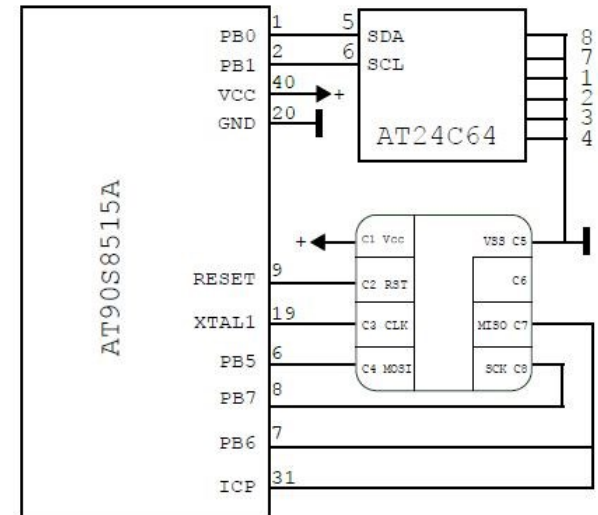 PB0 1 5 SDA 8
PB1 2 6 SCL 7
VCC 40 + 1
GND 20 2
3
AT24C64 4
AT90S8515A
+ C1 Vcc VSS C5
RESET 9 C2 RST C6
XTAL1 19 C3 CLK MISO C7
PB5 6 C4 MOSI SCK C8
PB7 8
PB6 7
ICP 31